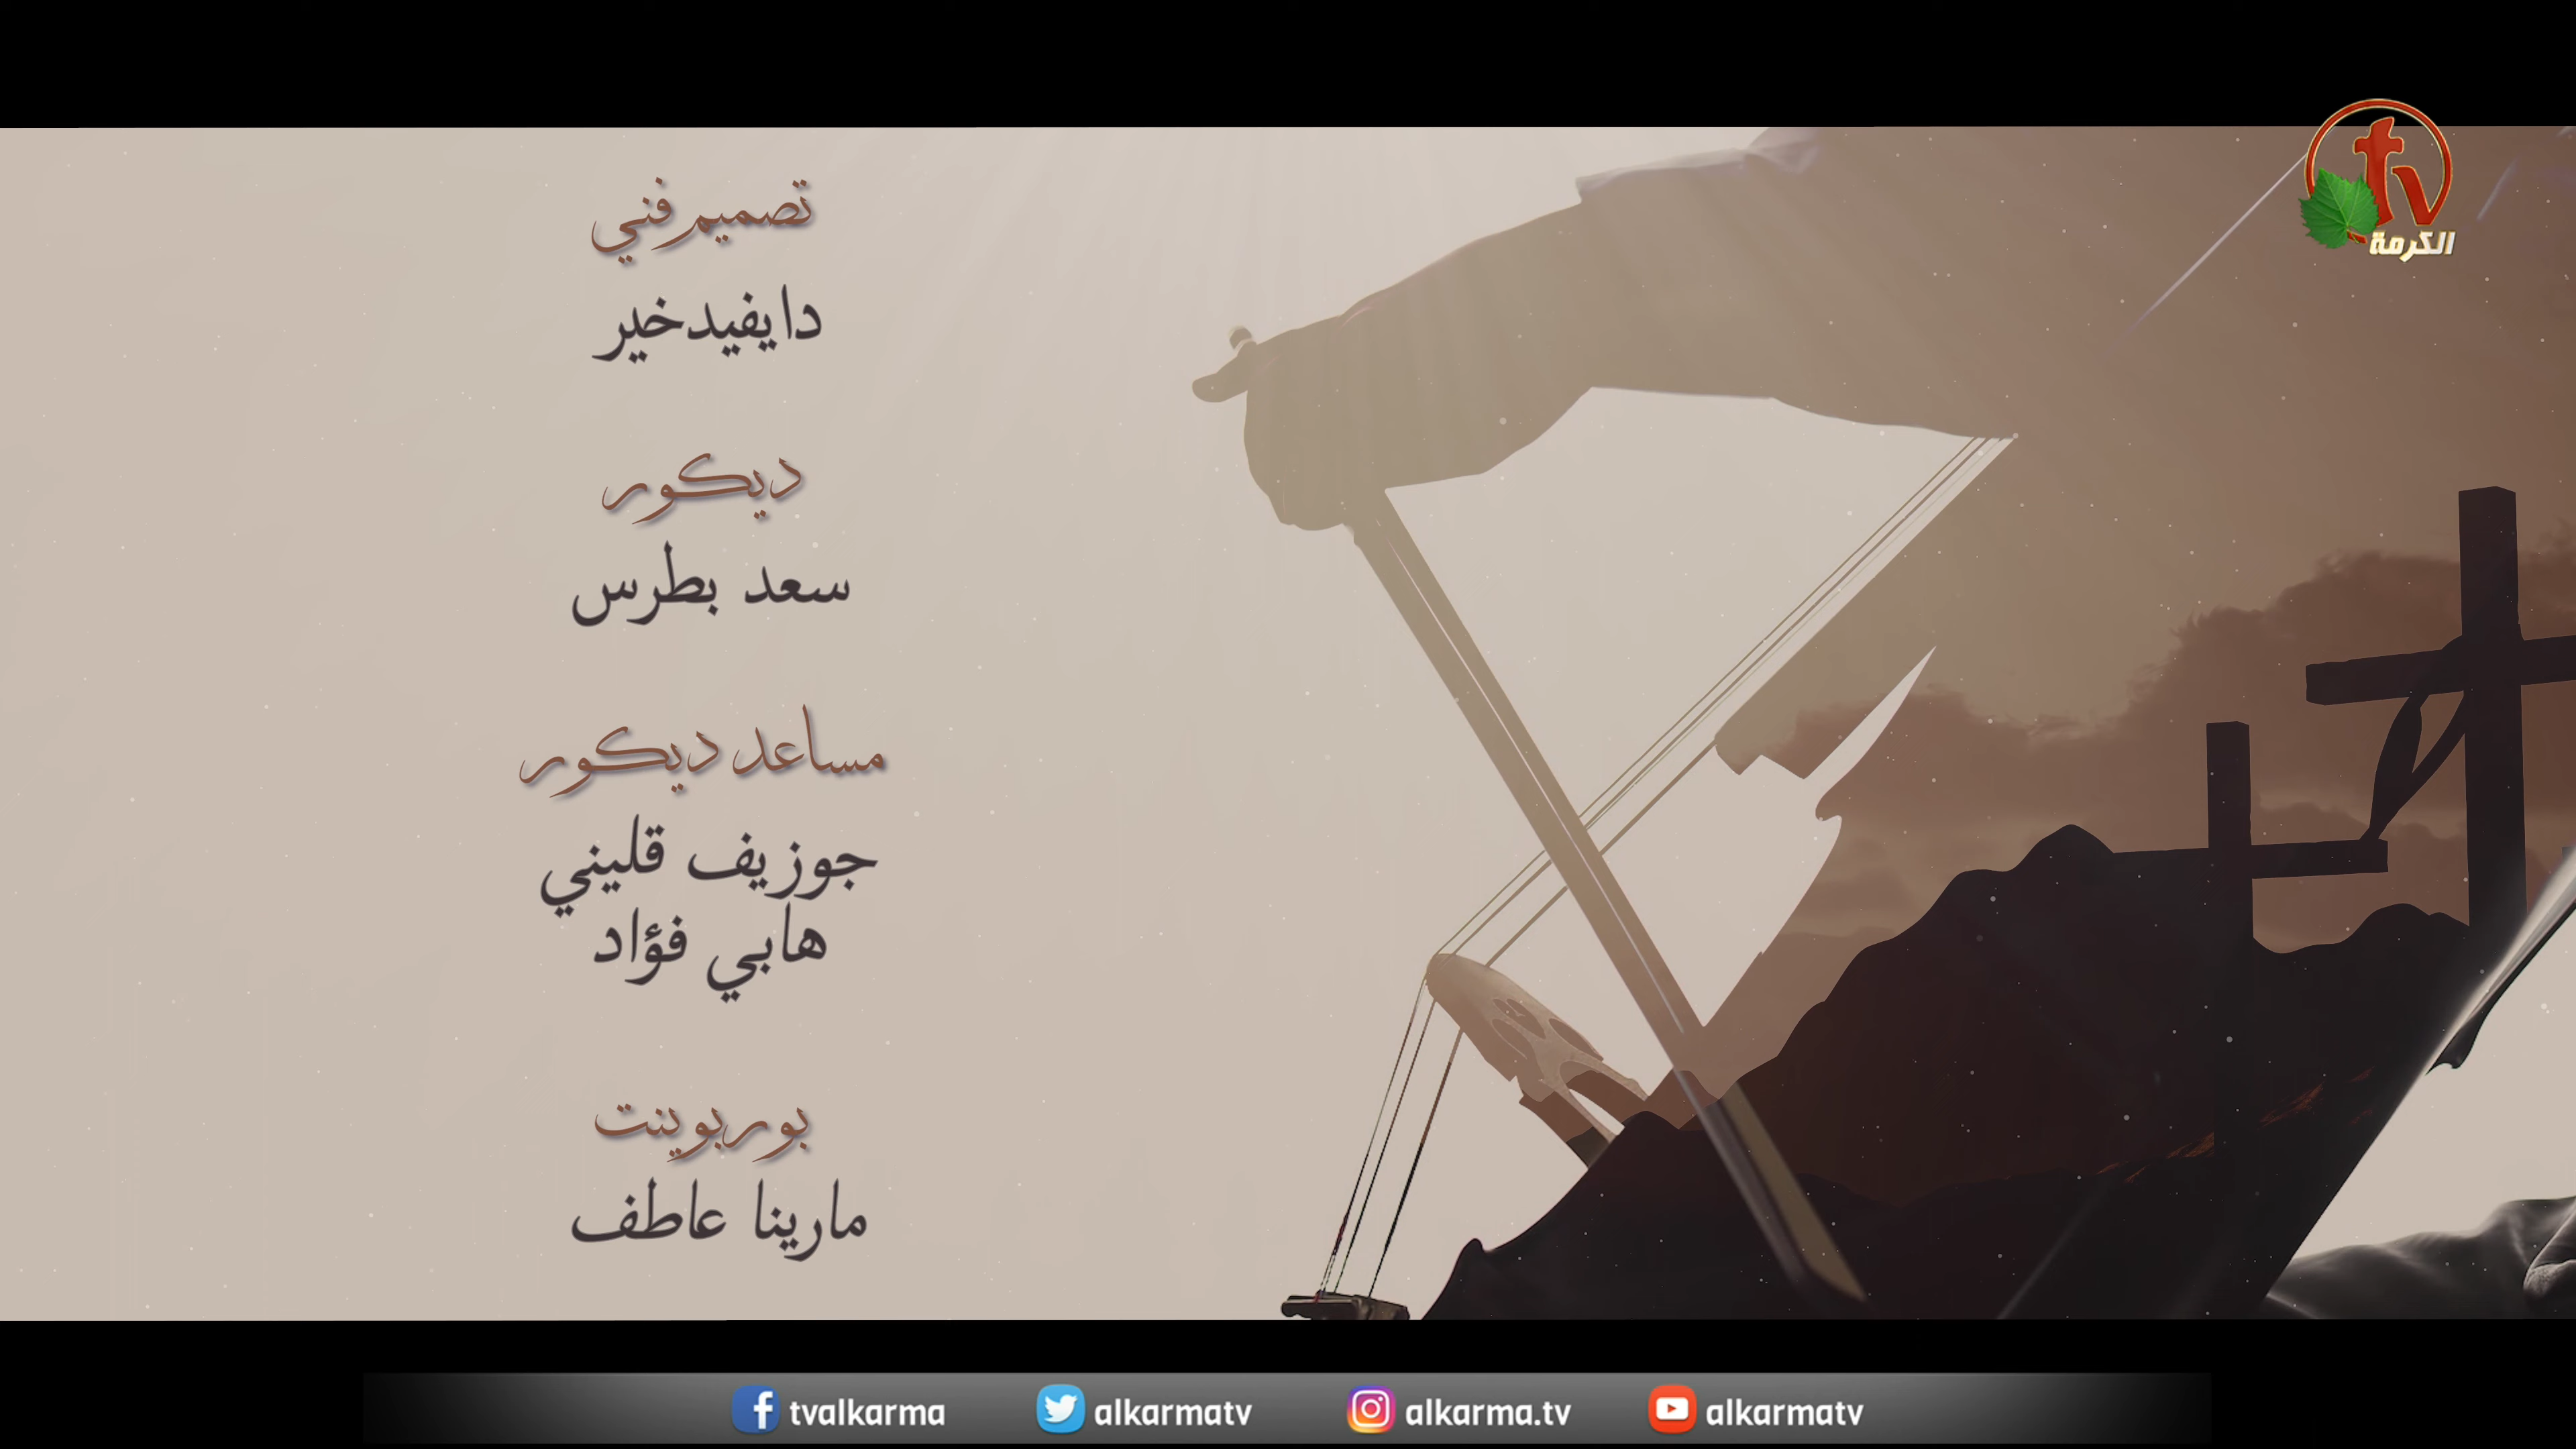 tv
الكرمة
تصميم فني
دايفيد خير
ديكور
سعد بطرس
مساعد ديكور
جوزيف قليني
هابي فؤاد
بوربوينت
مارينا عاطف
tvalkarma
alkarmatv
alkarma.tv
alkarmatv